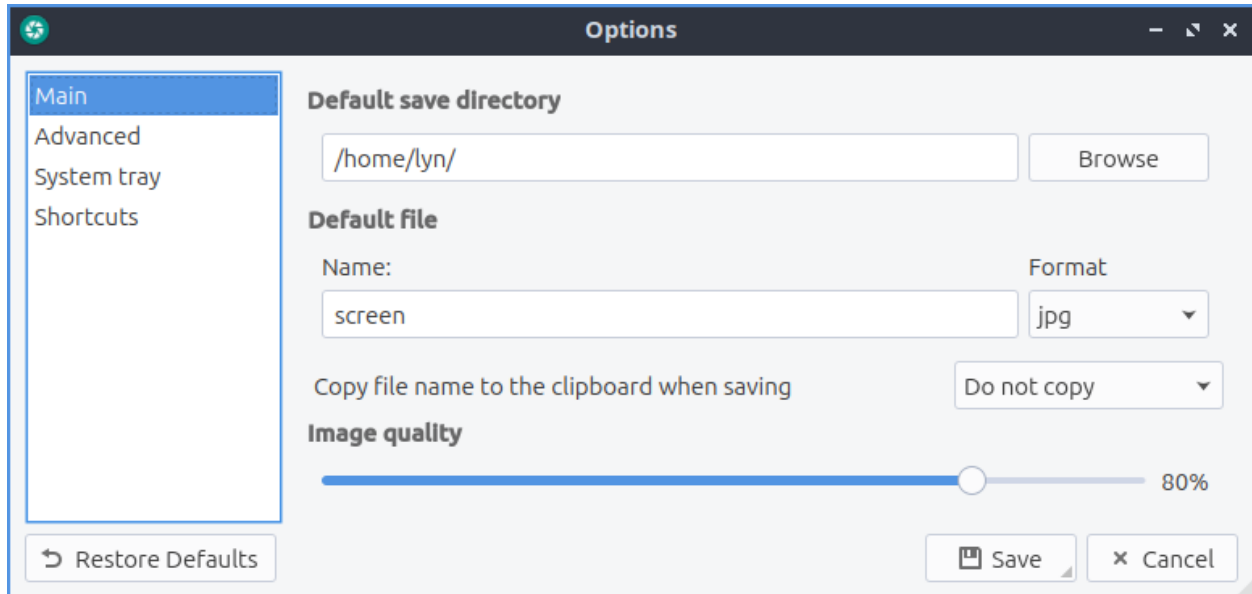 Options
Main
Advanced
System tray
Shortcuts
Default save directory
/home/lyn/
Browse
Default file
Name:
Format
screen
jpg
Copy file name to the clipboard when saving
Do not copy
Image quality
80%
Restore Defaults
Save
Cancel